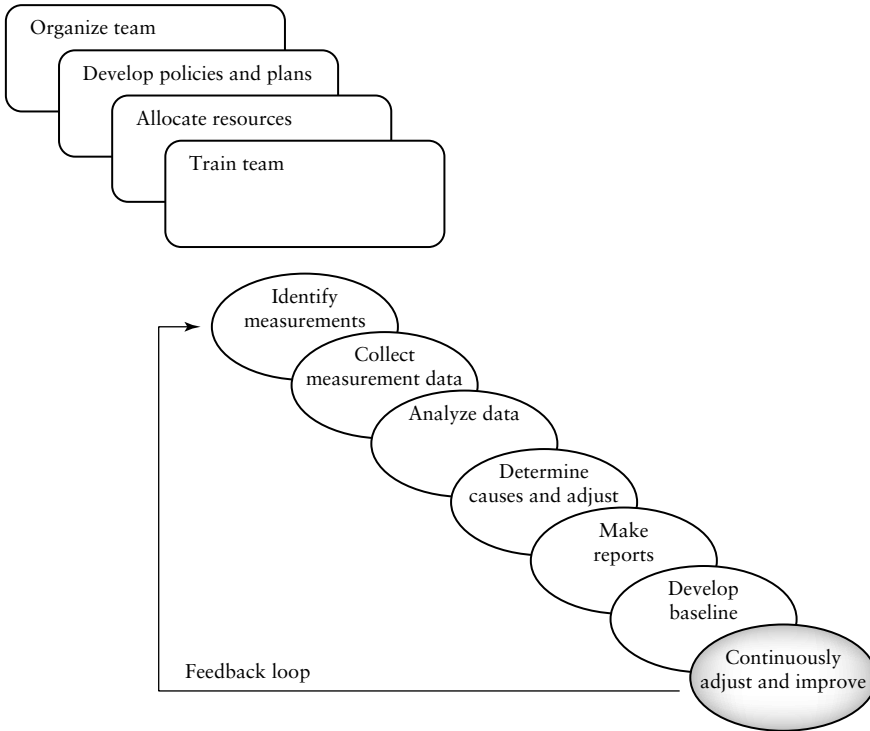 Organize team
Develop policies and plans
Allocate resources
Train team
Identify
measurements
Collect
measurement data
Analyze data
Determine
causes and adjust
Make
reports
Develop
baseline
Continuously
adjust and improve
Feedback loop